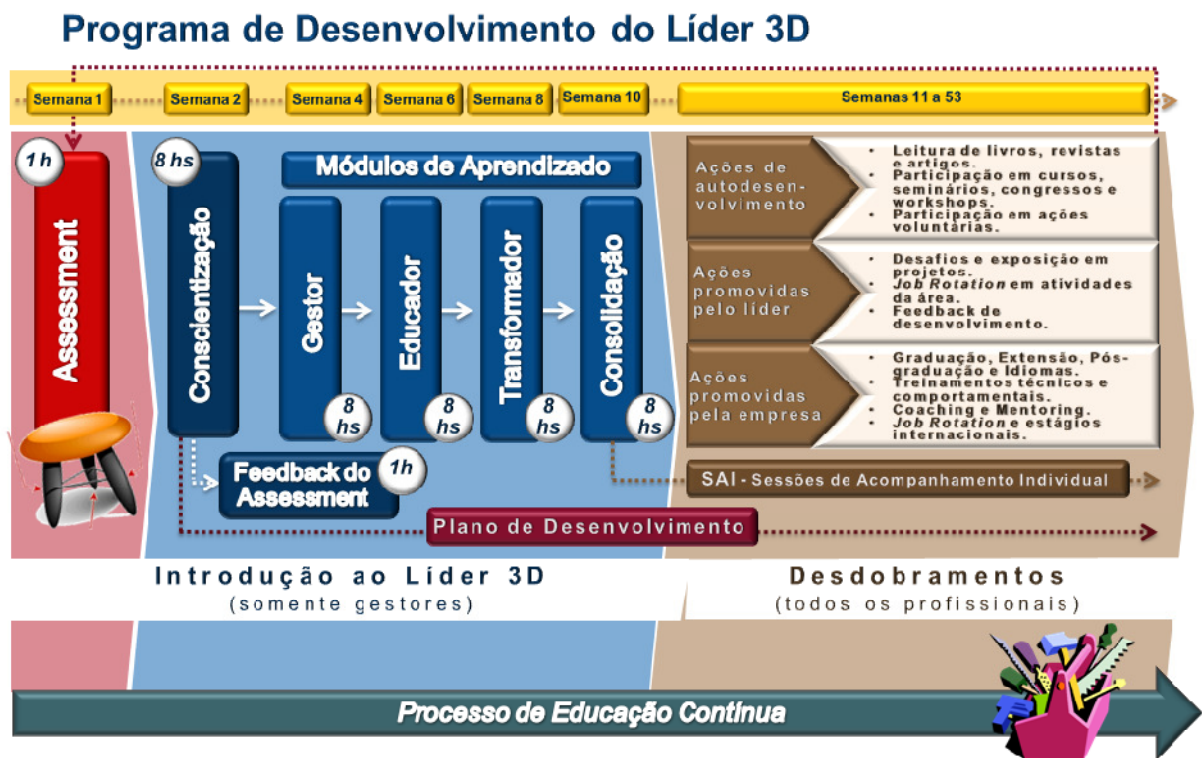 Programa de Desenvolvimento do Líder 3D
Semana 1
Semana 2
Semana 4
Semana 6
Semana 8
Semana 10
Semanas 11 a 53
1 h
Assessment
8 hs
Conscientização
Módulos de Aprendizado
Gestor
8
hs
Educador
8
hs
Transformador
8
hs
Consolidação
8
hs
Feedback do
Assessment
1h
Ações de
autodesen-
volvimento
• Leitura de livros, revistas
e artigos.
• Participação em cursos,
seminários, congressos e
workshops.
• Participação em ações
voluntárias.
Ações
promovidas
pelo líder
• Desafios e exposição em
projetos.
• Job Rotation em atividades
da área.
• Feedback de
desenvolvimento.
Ações
promovidas
pela empresa
• Graduação, Extensão, Pós-
graduação e Idiomas.
• Treinamentos técnicos e
comportamentais.
• Coaching e Mentoring.
• Job Rotation e estágios
internacionais.
SAI - Sessões de Acompanhamento Individual
Plano de Desenvolvimento
Introdução ao Líder 3D
(somente gestores)
Desdobramentos
(todos os profissionais)
Processo de Educação Contínua